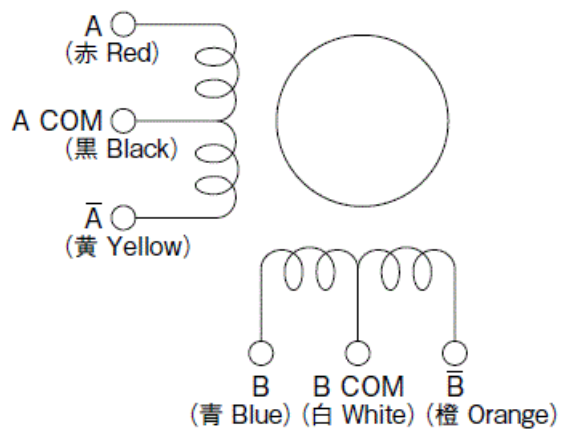 A
(赤 Red)
A COM
(黒 Black)
A̅
(黄 Yellow)
B B COM B̅
(青 Blue) (白 White) (橙 Orange)